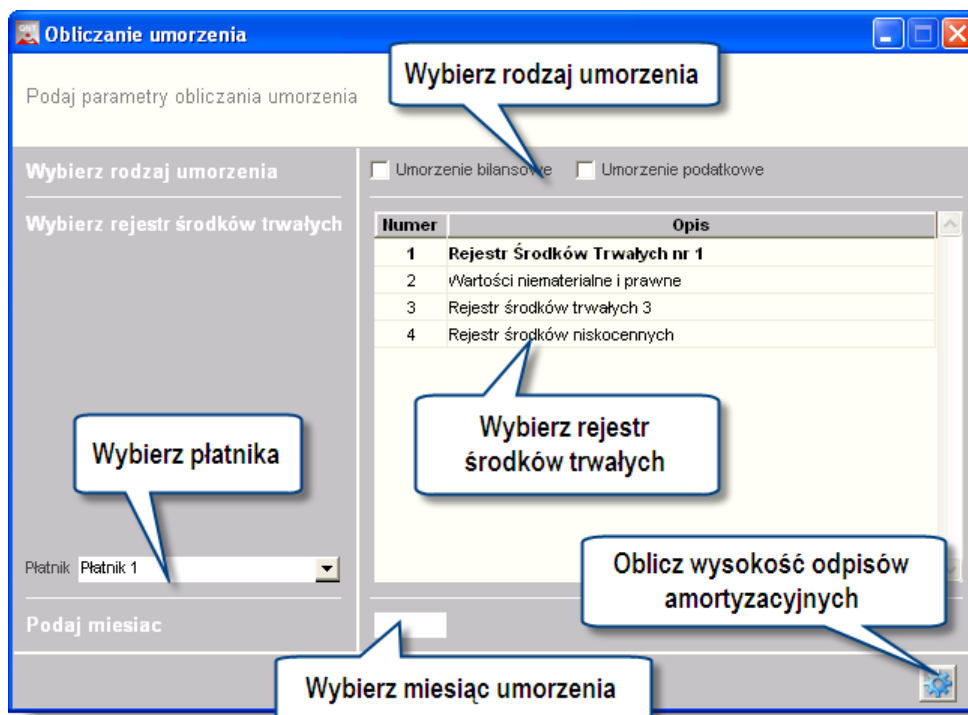 QNT
Obliczanie umorzenia
Wybierz rodzaj umorzenia
Podaj parametry obliczania umorzenia
Wybierz rodzaj umorzenia
Umorzenie bilansowe
Umorzenie podatkowe
Wybierz rejestr środków trwałych
Numer Opis
1 Rejestr Środków Trwałych nr 1
2 Wartości niematerialne i prawne
3 Rejestr środków trwałych 3
4 Rejestr środków niskocennych
Wybierz rejestr
środków trwałych
Wybierz płatnika
Płatnik Płatnik 1
Oblicz wysokość odpisów
amortyzacyjnych
Podaj miesiac
Wybierz miesiąc umorzenia